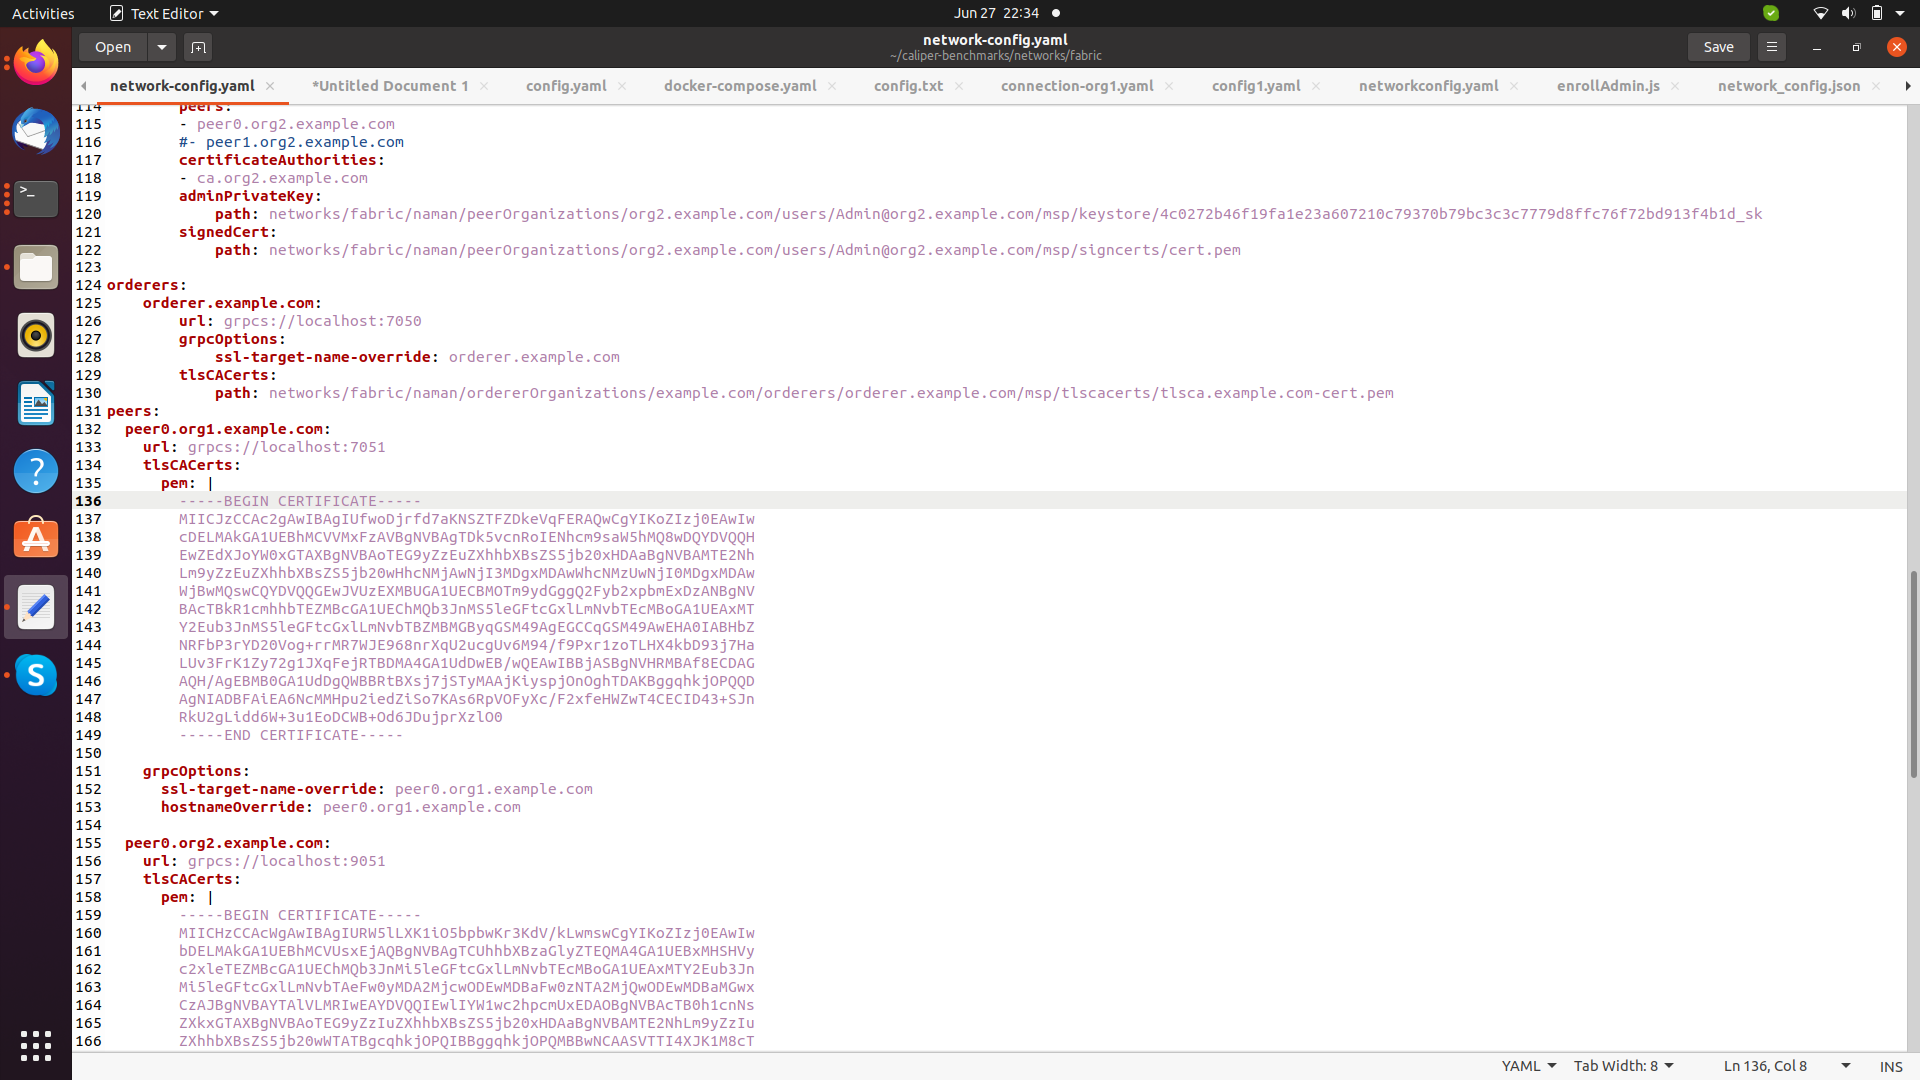 Activities
Text Editor
Jun 27 22:34
Open
network-config.yaml
~/caliper-benchmarks/networks/fabric
Save
network-config.yaml
*Untitled Document 1
config.yaml
docker-compose.yaml
config.txt
connection-org1.yaml
config1.yaml
networkconfig.yaml
enrollAdmin.js
network_config.json
114 peers:
115 - peer0.org2.example.com
116 #- peer1.org2.example.com
117 certificateAuthorities:
118 - ca.org2.example.com
119 adminPrivateKey:
120 path: networks/fabric/naman/peerOrganizations/org2.example.com/users/Admin@org2.example.com/msp/keystore/4c0272b46f19fa1e23a607210c79370b79bc3c3c7779d8ffc76f72bd913f4b1d_sk
121 signedCert:
122 path: networks/fabric/naman/peerOrganizations/org2.example.com/users/Admin@org2.example.com/msp/signcerts/cert.pem
123
124 orderers:
125 orderer.example.com:
126 url: grpcs://localhost:7050
127 grpcOptions:
128 ssl-target-name-override: orderer.example.com
129 tlsCACerts:
130 path: networks/fabric/naman/ordererOrganizations/example.com/orderers/orderer.example.com/msp/tlscacerts/tlsca.example.com-cert.pem
131 peers:
132 peer0.org1.example.com:
133 url: grpcs://localhost:7051
134 tlsCACerts:
135 pem: |
136 -----BEGIN CERTIFICATE-----
137 MIICJzCCAc2gAwIBAgIUfwoDjrfd7aKNSZTFZDkeVqFERAQwCgYIKoZIzj0EAwIw
138 cDELMAkGA1UEBhMCVVMxFzAVBgNVBAgTDk5vcnRoIENhcm9saW5hMQ8wDQYDVQQH
139 EwZEdXJoYW0xGTAXBgNVBAoTEG9yZzEuZXhhbXBsZS5jb20xHDAaBgNVBAMTE2Nh
140 Lm9yZzEuZXhhbXBsZS5jb20wHhcNMjAwNjI3MDgxMDAwWhcNMzUwNjI0MDgxMDAw
141 WjBwMQswCQYDVQQGEwJVUzEXMBUGA1UECBMOTm9ydGggQ2Fyb2xpbmExDzANBgNV
142 BAcTBkR1cmhhbTEZMBcGA1UEChMQb3JnMS5leGFtcGxlLmNvbTEcMBoGA1UEAxMT
143 Y2Eub3JnMS5leGFtcGxlLmNvbTBZMBMGByqGSM49AgEGCCqGSM49AwEHA0IABHbZ
144 NRFbP3rYD20Vog+rrMR7WJE968nrXqU2ucgUv6M94/f9Pxr1zoTLHX4kbD93j7Ha
145 LUv3FrK1Zy72g1JXqFejRTBDMA4GA1UdDwEB/wQEAwIBBjASBgNVHRMBAf8ECDAG
146 AQH/AgEBMB0GA1UdDgQWBBRtBXsj7jSTyMAAjKiyspjOnOghTDAKBggqhkjOPQQD
147 AgNIADBFAiEA6NcMMHpu2iedZiSo7KAs6RpVOFyXc/F2xfeHWZwT4CECID43+SJn
148 RkU2gLidd6W+3u1EoDCWB+Od6JDujprXzlO0
149 -----END CERTIFICATE-----
150
151 grpcOptions:
152 ssl-target-name-override: peer0.org1.example.com
153 hostnameOverride: peer0.org1.example.com
154
155 peer0.org2.example.com:
156 url: grpcs://localhost:9051
157 tlsCACerts:
158 pem: |
159 -----BEGIN CERTIFICATE-----
160 MIICHzCCAcWgAwIBAgIURW5lLXK1iO5bpbwKr3KdV/kLwmswCgYIKoZIzj0EAwIw
161 bDELMAkGA1UEBhMCVUsxEjAQBgNVBAgTCUhhbXBzaGlyZTEQMA4GA1UEBxMHSHVy
162 c2xleTEZMBcGA1UEChMQb3JnMi5leGFtcGxlLmNvbTEcMBoGA1UEAxMTY2Eub3Jn
163 Mi5leGFtcGxlLmNvbTAeFw0yMDA2MjcwODEwMDBaFw0zNTA2MjQwODEwMDBaMGwx
164 CzAJBgNVBAYTAlVLMRIwEAYDVQQIEwlIYW1wc2hpcmUxEDAOBgNVBAcTB0h1cnNs
165 ZXkxGTAXBgNVBAoTEG9yZzIuZXhhbXBsZS5jb20xHDAaBgNVBAMTE2NhLm9yZzIu
166 ZXhhbXBsZS5jb20wWTATBgcqhkjOPQIBBggqhkjOPQMBBwNCAASVTTI4XJK1M8cT
YAML
Tab Width: 8
Ln 136, Col 8
INS